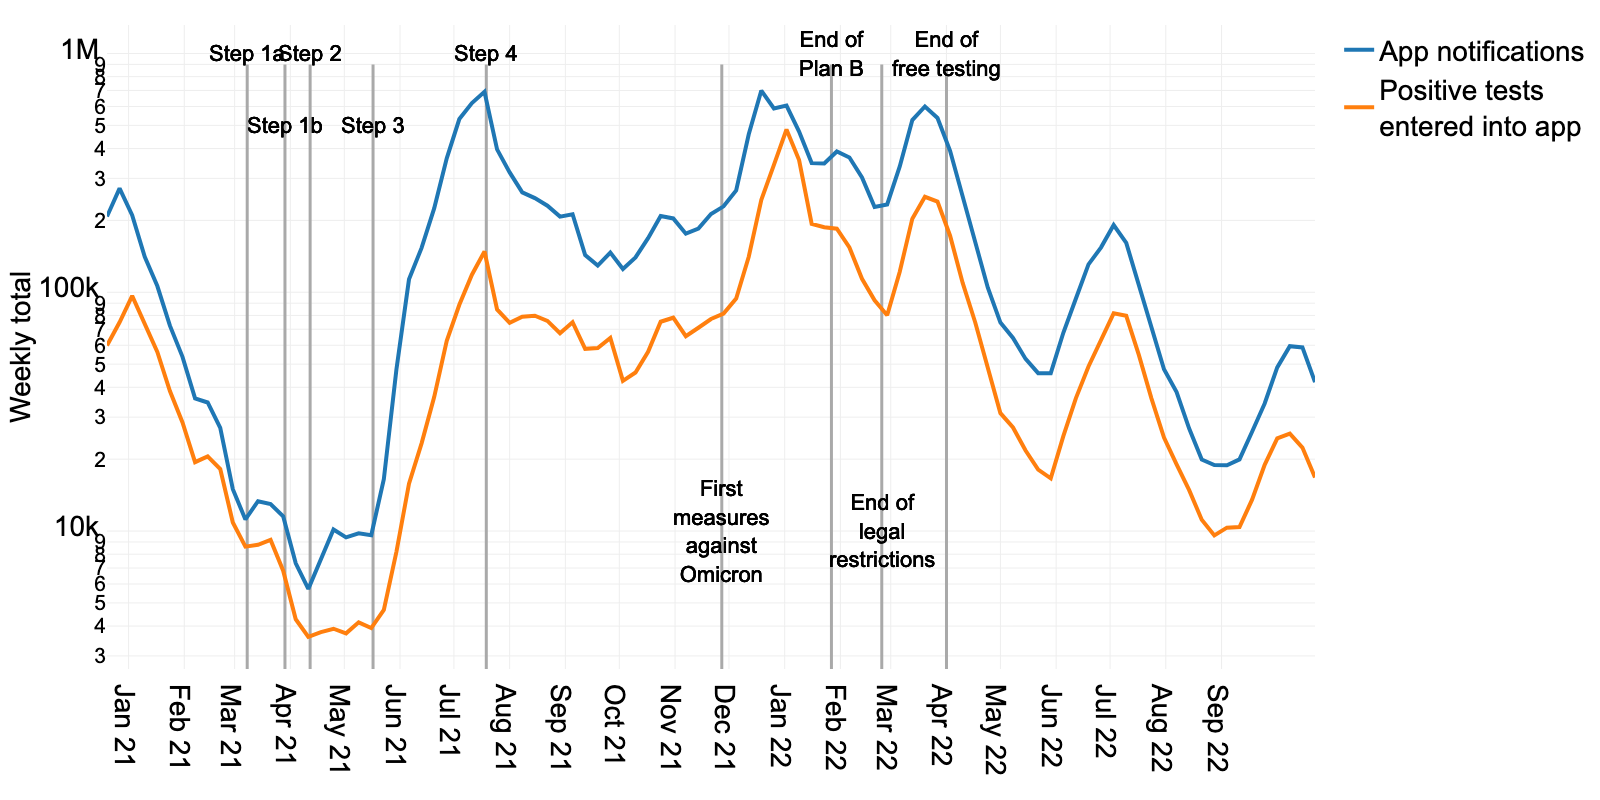 Step 1a
Step 2
Step 4
End of
Plan B
End of
free testing
Step 1b
Step 3
App notifications
Positive tests
entered into app
Weekly total
1M
9
8
7
6
5
4
3
2
100k
9
8
7
6
5
4
3
2
10k
9
8
7
6
5
4
3
First
measures
against
Omicron
End of
legal
restrictions
Jan 21
Feb 21
Mar 21
Apr 21
May 21
Jun 21
Jul 21
Aug 21
Sep 21
Oct 21
Nov 21
Dec 21
Jan 22
Feb 22
Mar 22
Apr 22
May 22
Jun 22
Jul 22
Aug 22
Sep 22